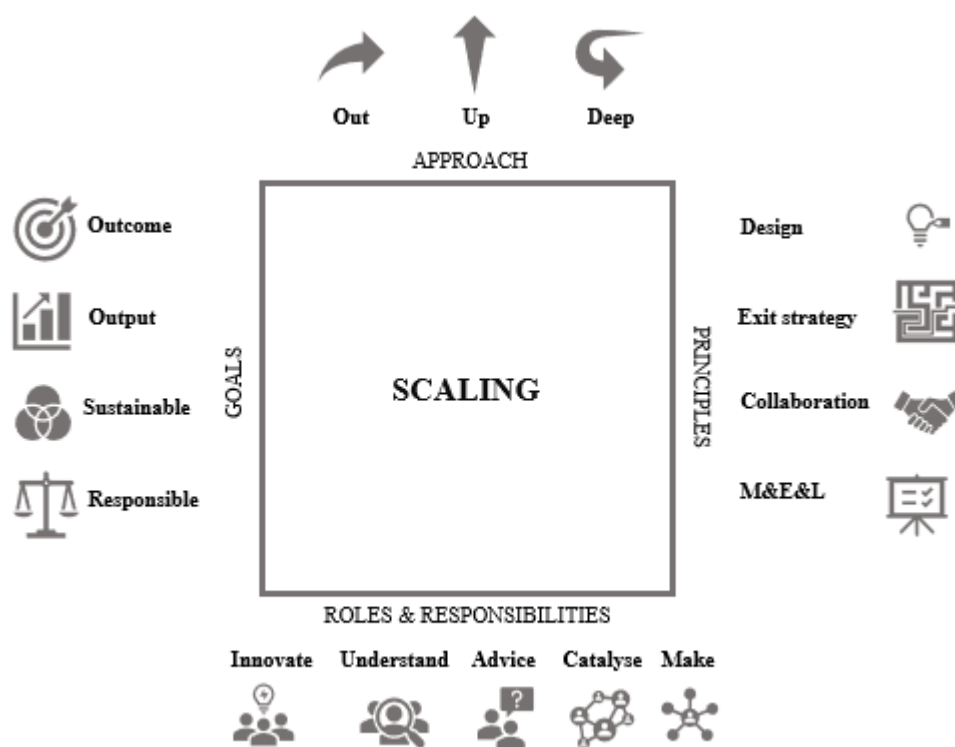 Out Up Deep
APPROACH
Outcome
Output
Sustainable
Responsible
GOALS
SCALING
PRINCIPLES
Design
Exit strategy
Collaboration
M&E&L
ROLES & RESPONSIBILITIES
Innovate Understand Advice Catalyse Make
?